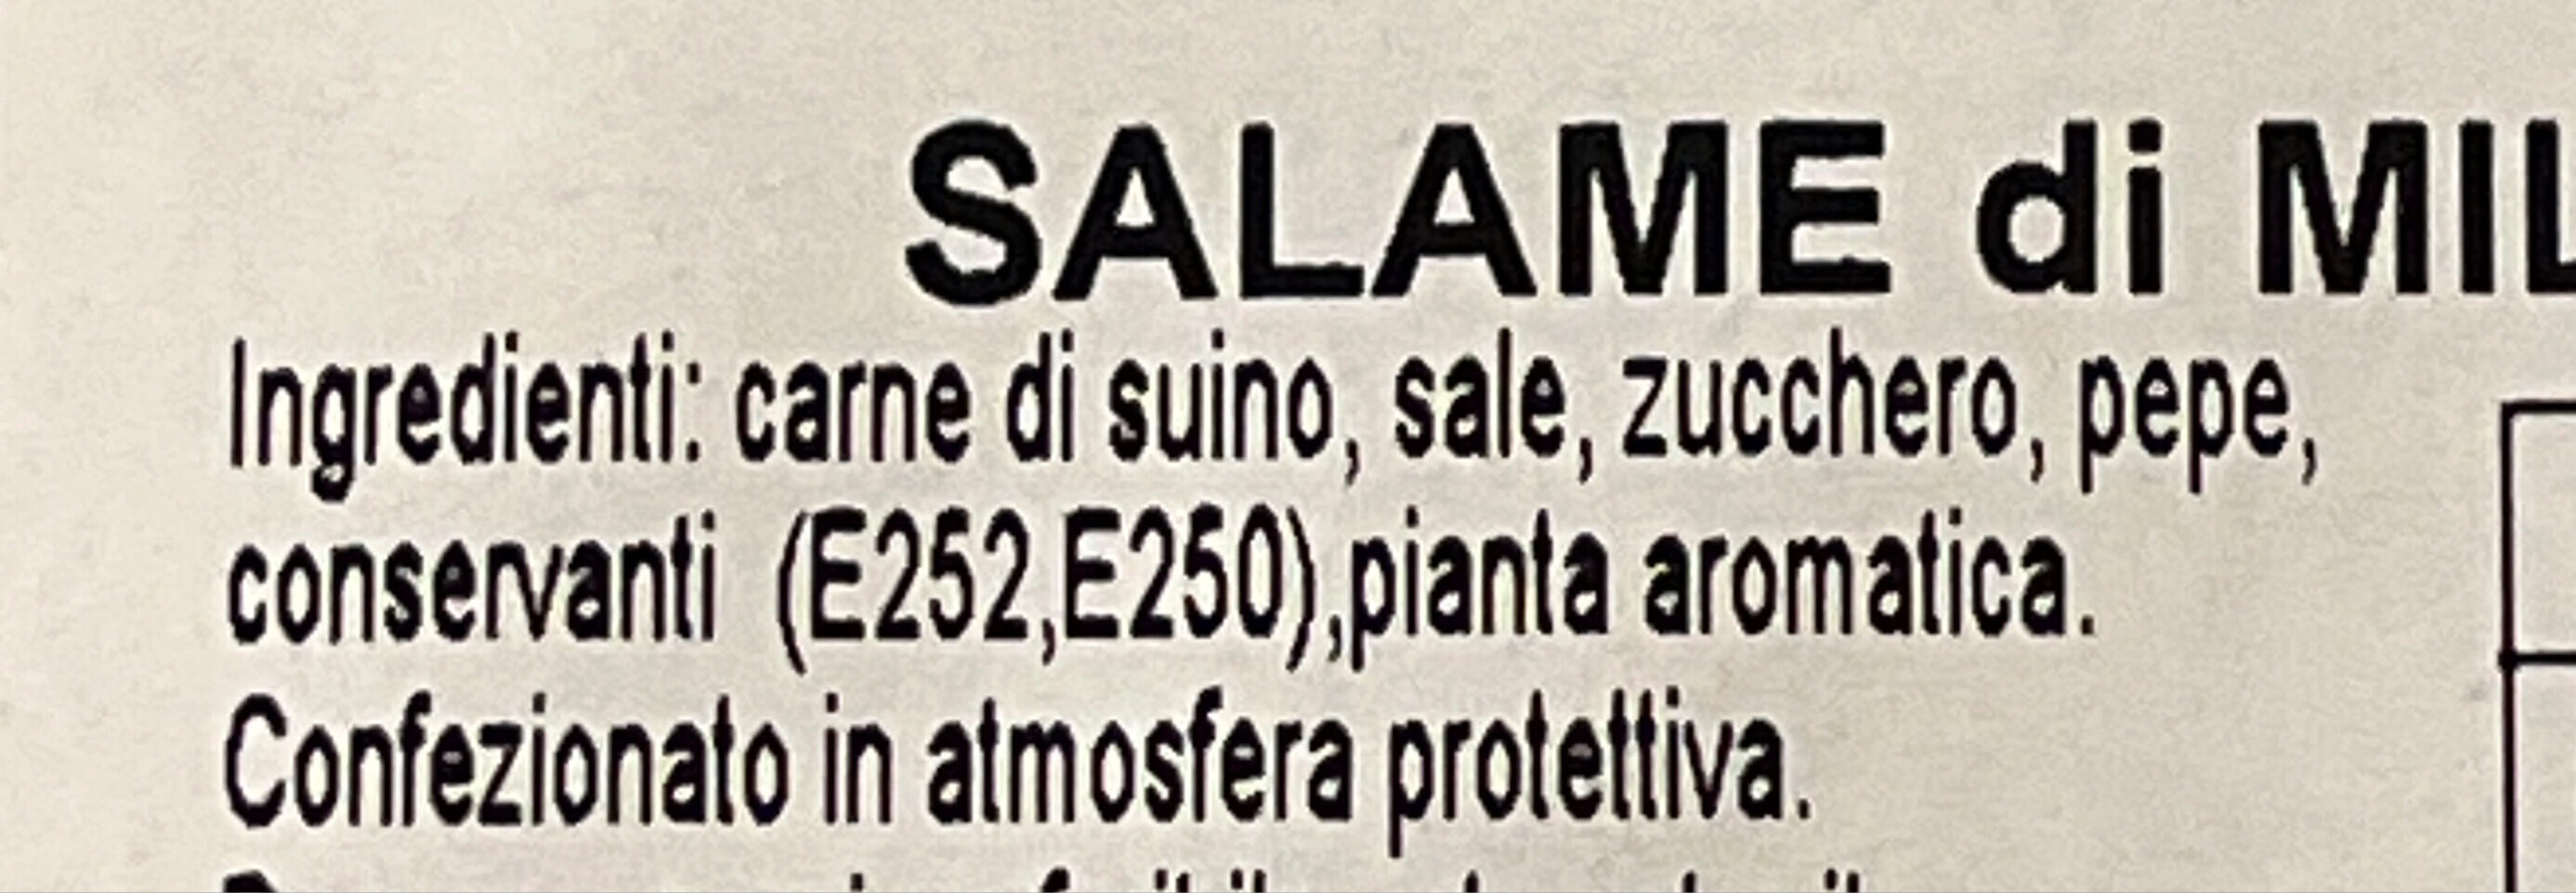 SALAME di MIL
Ingredienti: carne di suino, sale, zucchero, pepe,
conservanti (E252,E250),pianta aromatica.
Confezionato in atmosfera protettiva.